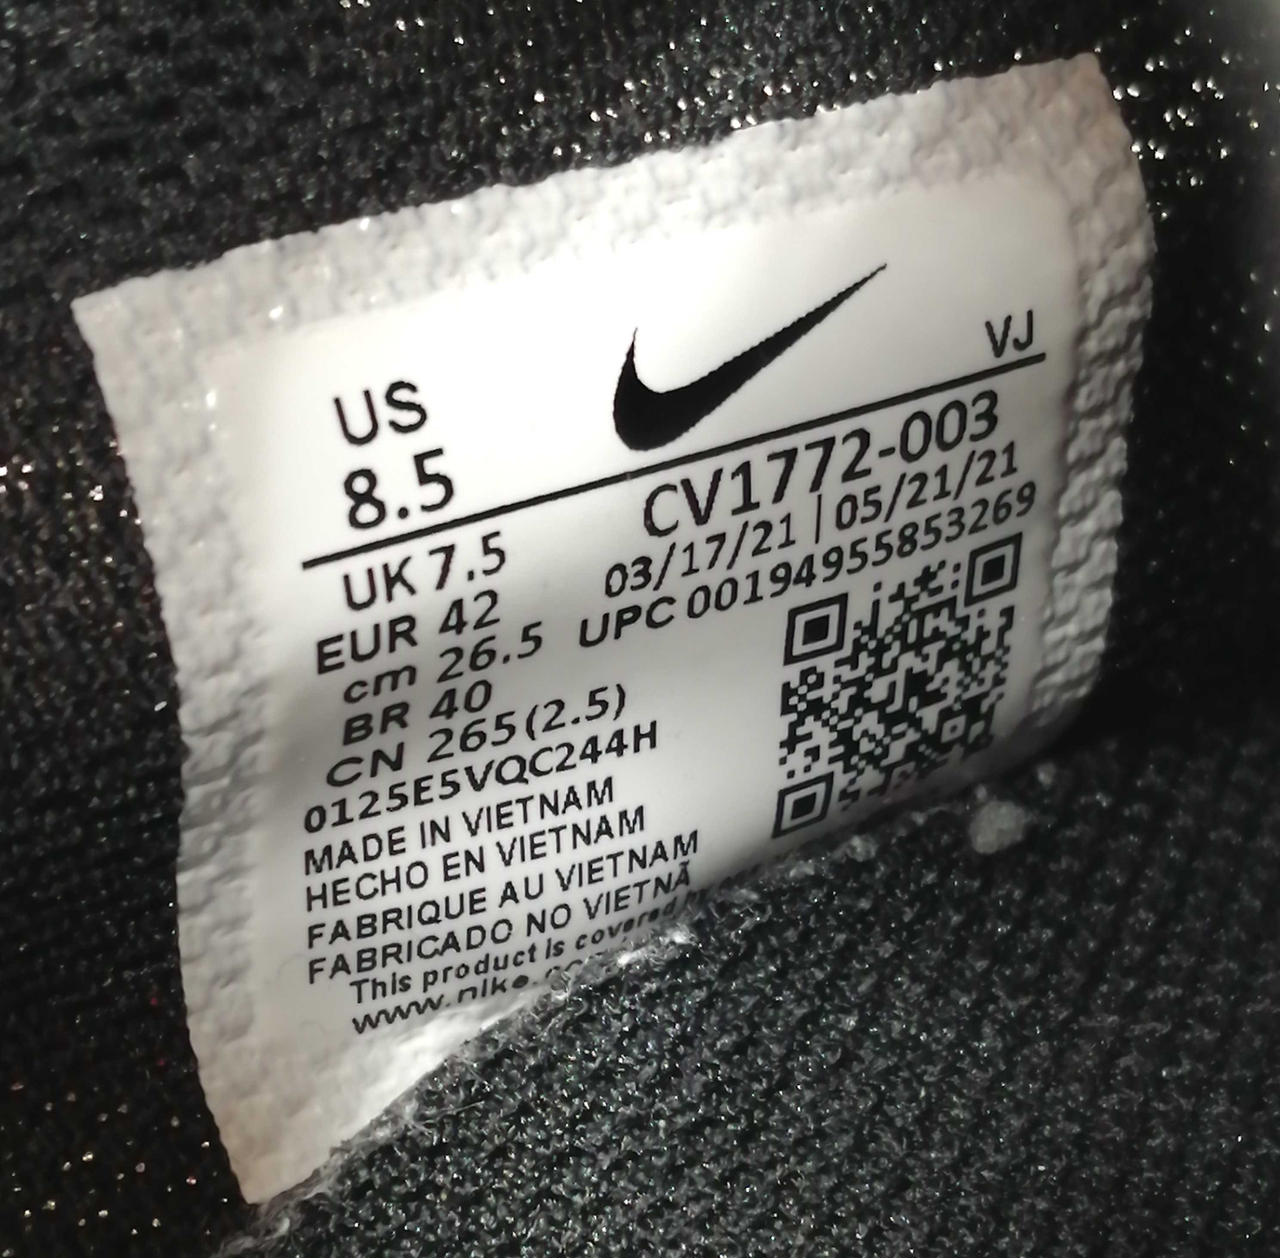 VJ
US
8.5
CV1772-003
03/17/21 | 05/21/21
UPC 00194955853269
UK 7.5
EUR 42
cm 26.5
BR 40
CN 265(2.5)
0125E5VQC244H
MADE IN VIETNAM
HECHO EN VIETNAM
FABRIQUE AU VIETNAM
FABRICADO NO VIETNÃ
This product is covered
www.nike.